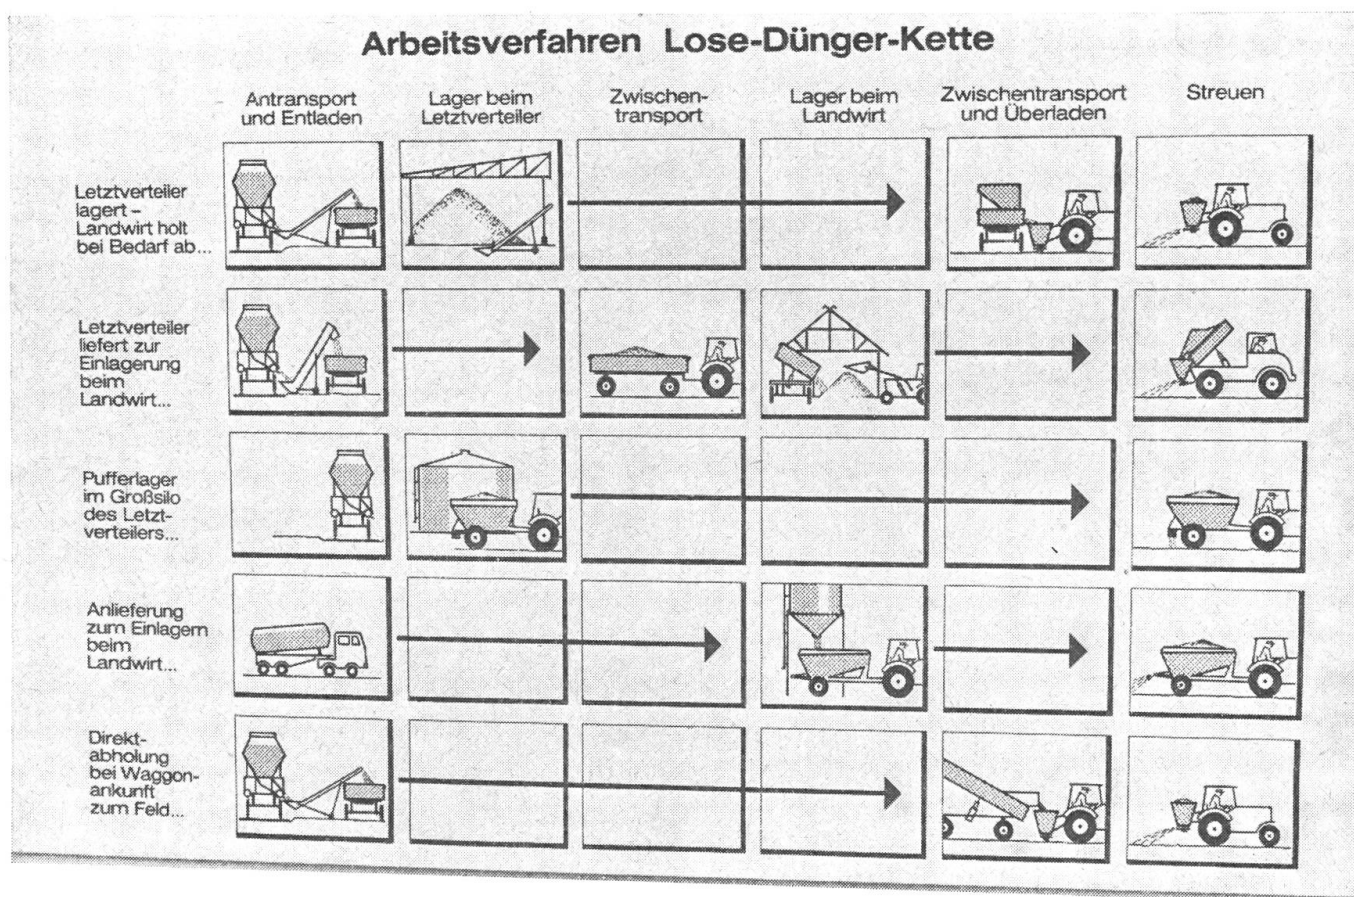 Arbeitsverfahren Lose-Dünger-Kette
Antransport
und Entladen
Lager beim
Letztverteiler
Zwischen-
transport
Lager beim
Landwirt
Zwischentransport
und Überladen
Streuen
Letztverteiler
lagert –
Landwirt holt
bei Bedarf ab...
Letztverteiler
liefert zur
Einlagerung
beim
Landwirt...
Pufferlager
im Großsilo
des Letzt-
verteilers...
Anlieferung
zum Einlagern
beim
Landwirt...
Direkt-
abholung
bei Waggon-
ankunft
zum Feld...